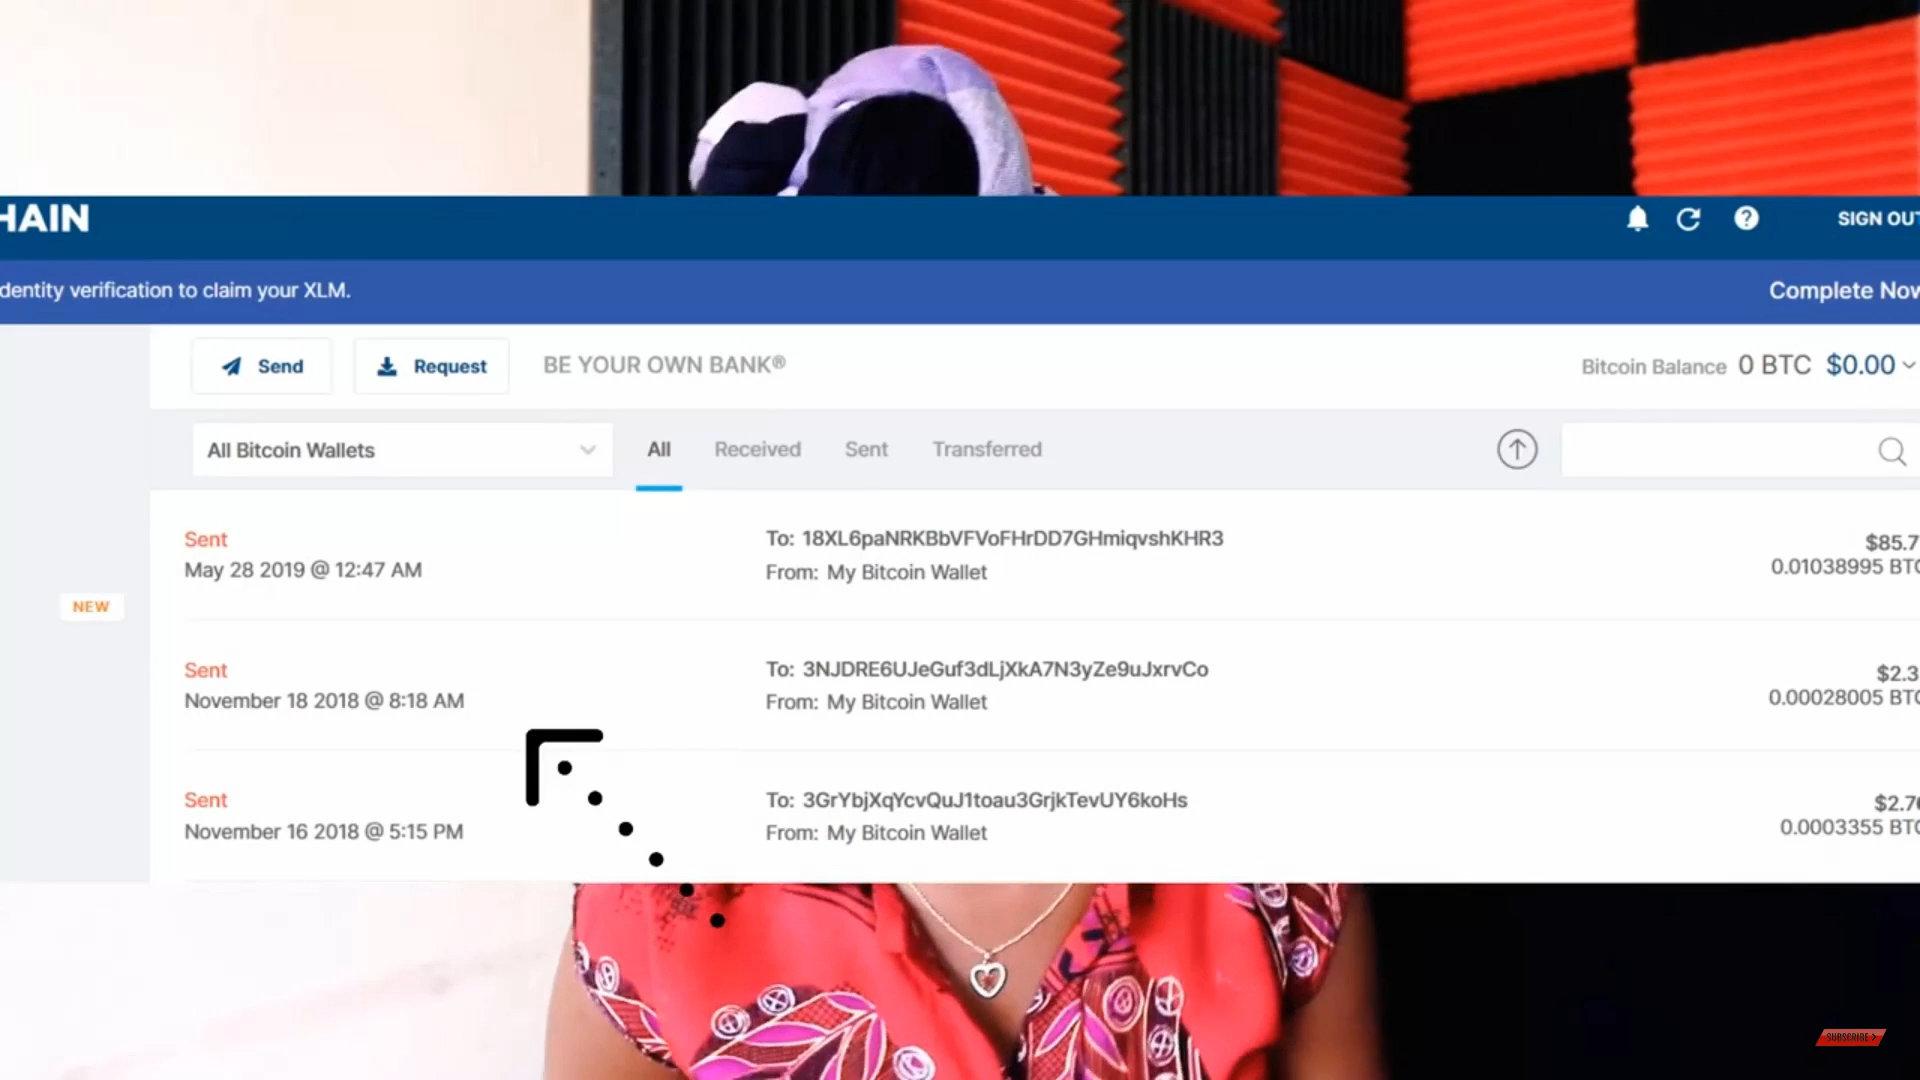 HAIN
SIGN OUT
dentity verification to claim your XLM.
Complete Now
Send
Request
BE YOUR OWN BANK®
Bitcoin Balance 0 BTC $0.00
All Bitcoin Wallets
All
Received
Sent
Transferred
Sent
May 28 2019 @ 12:47 AM
To: 18XL6paNRKBbVFVoFHrDD7GHmiqvshKHR3
From: My Bitcoin Wallet
$85.7
0.01038995 BTC
NEW
Sent
November 18 2018 @ 8:18 AM
To: 3NJDRE6UJeGuf3dLjXkA7N3yZe9uJxrvCo
From: My Bitcoin Wallet
$2.3
0.00028005 BTC
Sent
November 16 2018 @ 5:15 PM
To: 3GrYbjXqYcvQuJ1toau3GrjkTevUY6koHs
From: My Bitcoin Wallet
$2.76
0.0003355 BTC
SUBSCRIBE >